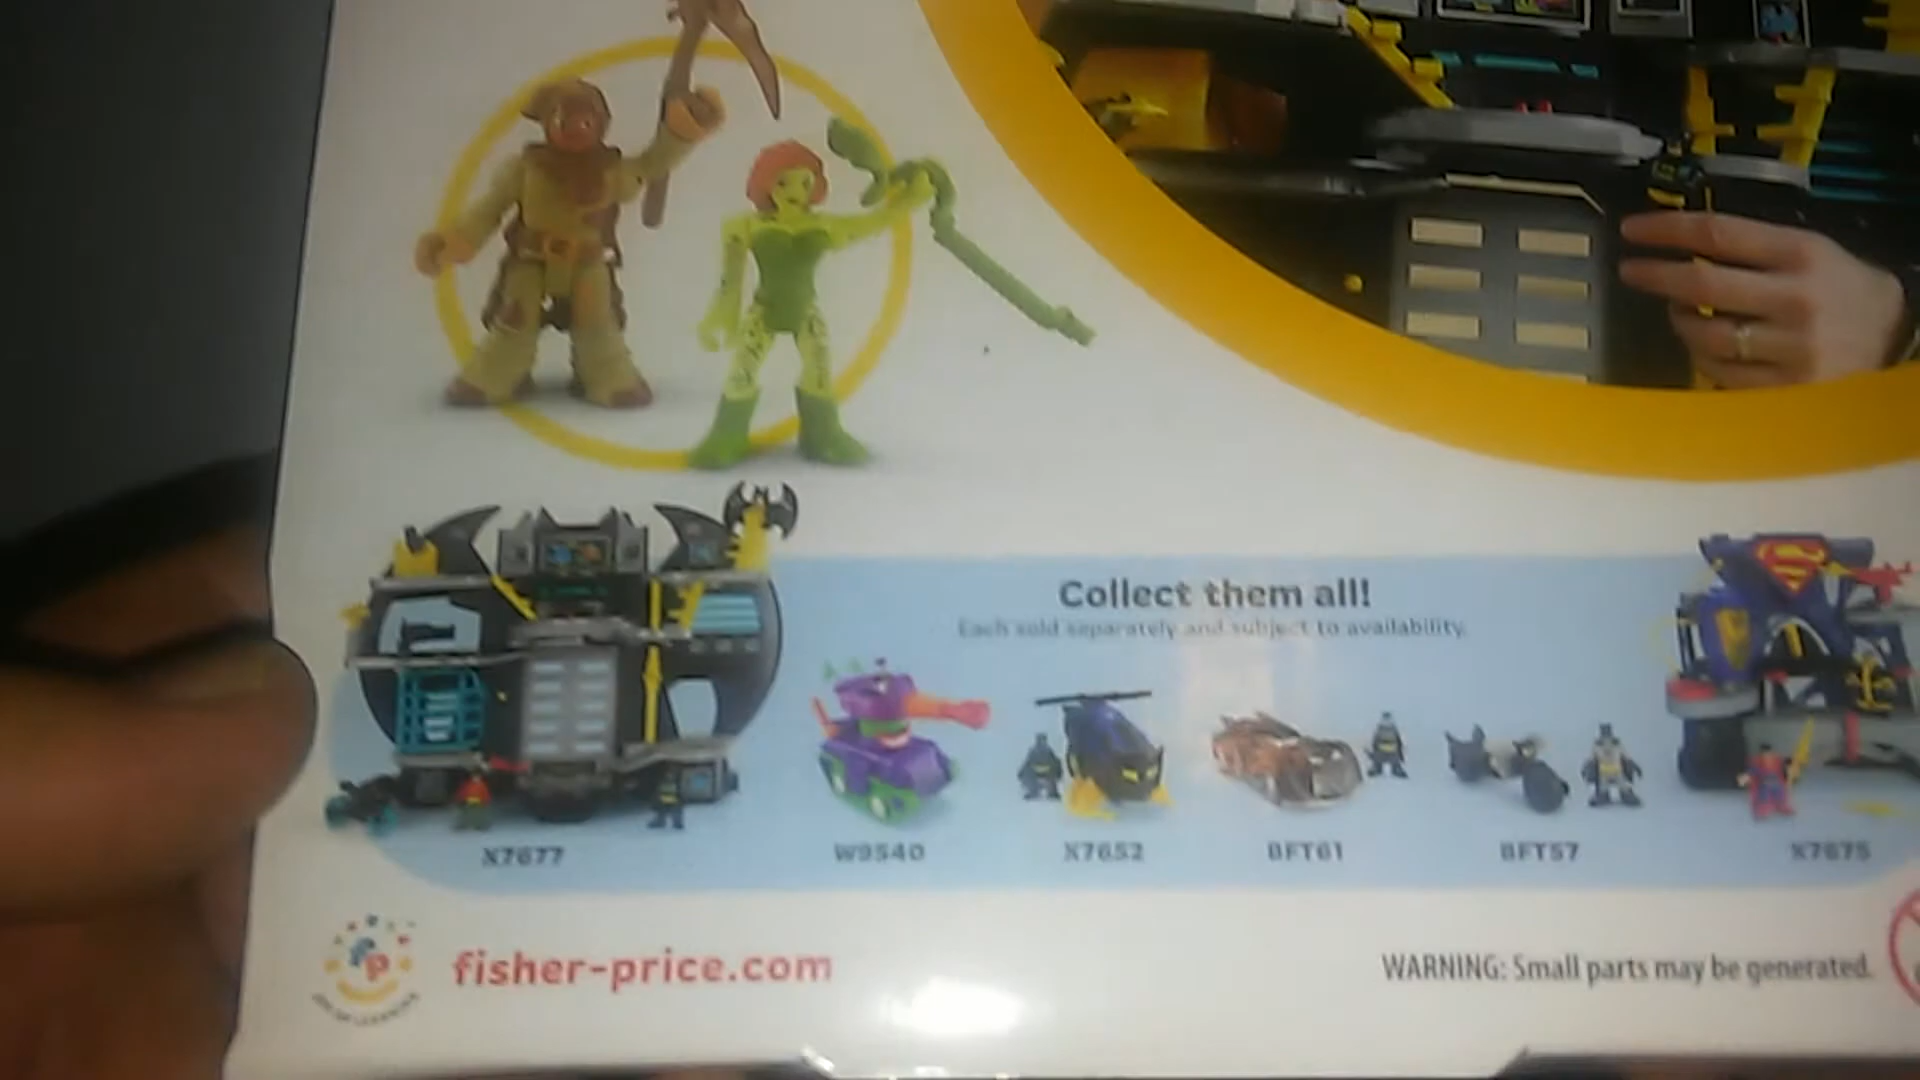 Collect them all!
Each sold separately and subject to availability.
X7677
W9540
X7652
BFT61
BFT57
X7675
fisher-price.com
WARNING: Small parts may be generated.